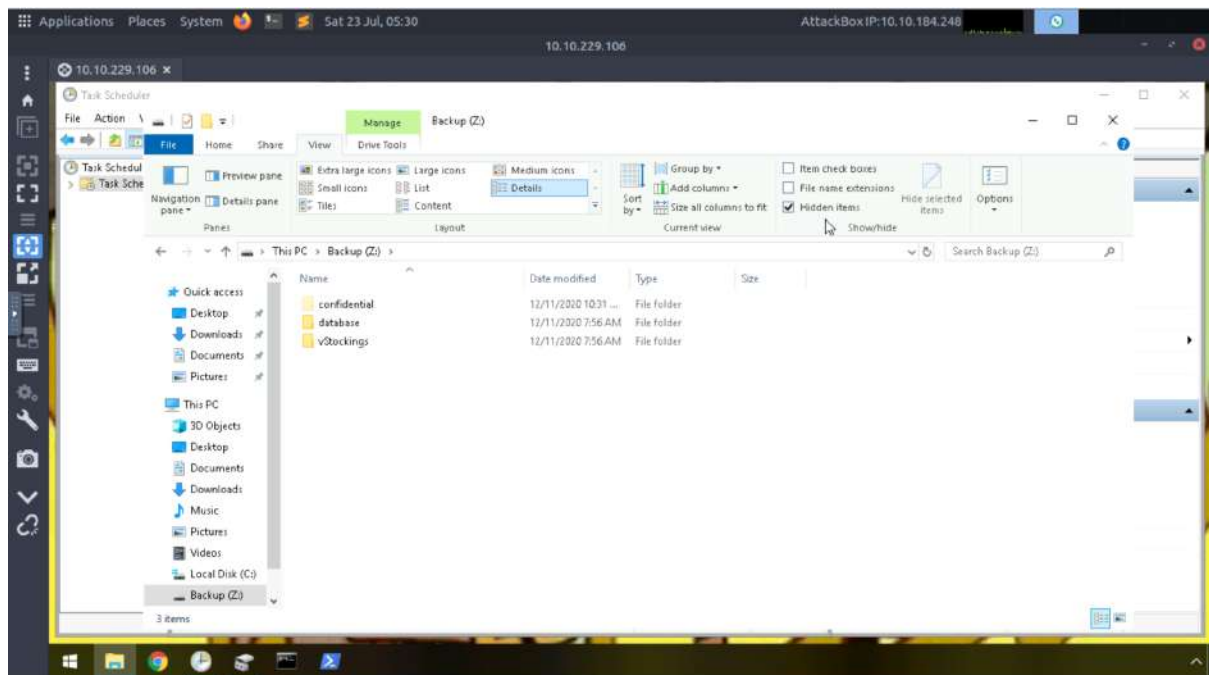 Applications Places System Sat 23 Jul, 05:30 AttackBox IP:10.10.184.248
10.10.229.106
10.10.229.106 ×
Task Scheduler
File Action Manage Backup (Z:)
File Home Share View Drive Tools
Task Schedul
Task Sche
Preview pane
Navigation pane
Details pane
Extra large icons Large icons Medium icons
Small icons List Details
Tiles Content
Sort by
Group by
Add columns
Size all columns to fit
Item check boxes
File name extensions
Hidden items
Hide selected items
Options
Panes Layout Current view Show/hide
This PC > Backup (Z:) >
Search Backup (Z:)
Name Date modified Type Size
confidential 12/11/2020 10:31 ... File folder
database 12/11/2020 7:56 AM File folder
vStockings 12/11/2020 7:56 AM File folder
Quick access
Desktop
Downloads
Documents
Pictures
This PC
3D Objects
Desktop
Documents
Downloads
Music
Pictures
Videos
Local Disk (C:)
Backup (Z:)
3 items